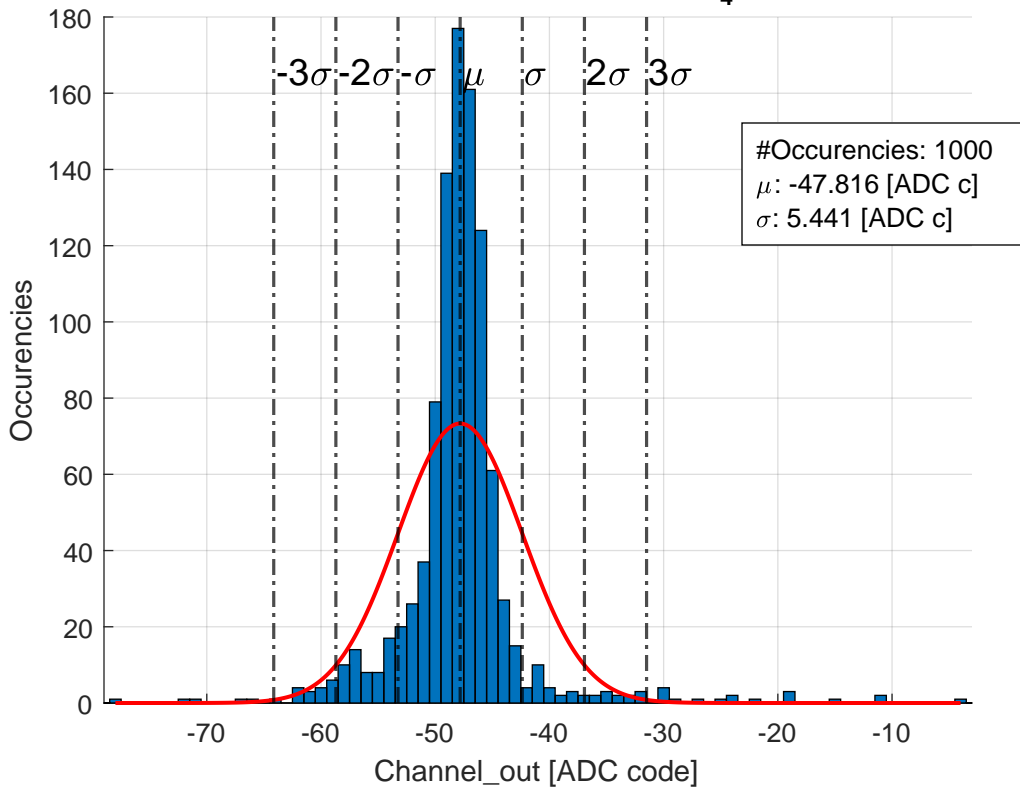 4
180
160
140
120
100
80
60
40
20
0
-3σ -2σ -σ μ σ 2σ 3σ
#Occurencies: 1000
μ: -47.816 [ADC c]
σ: 5.441 [ADC c]
Occurencies
-70 -60 -50 -40 -30 -20 -10
Channel_out [ADC code]